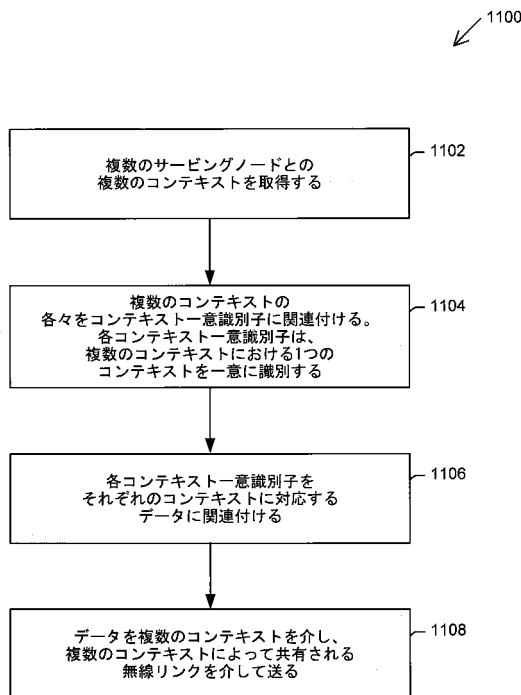 1100
複数のサービングノードとの
複数のコンテキストを取得する
1102
複数のコンテキストの
各々をコンテキスト一意識別子に関連付ける。
各コンテキスト一意識別子は、
複数のコンテキストにおける1つの
コンテキストを一意に識別する
1104
各コンテキスト一意識別子を
それぞれのコンテキストに対応する
データに関連付ける
1106
データを複数のコンテキストを介し、
複数のコンテキストによって共有される
無線リンクを介して送る
1108